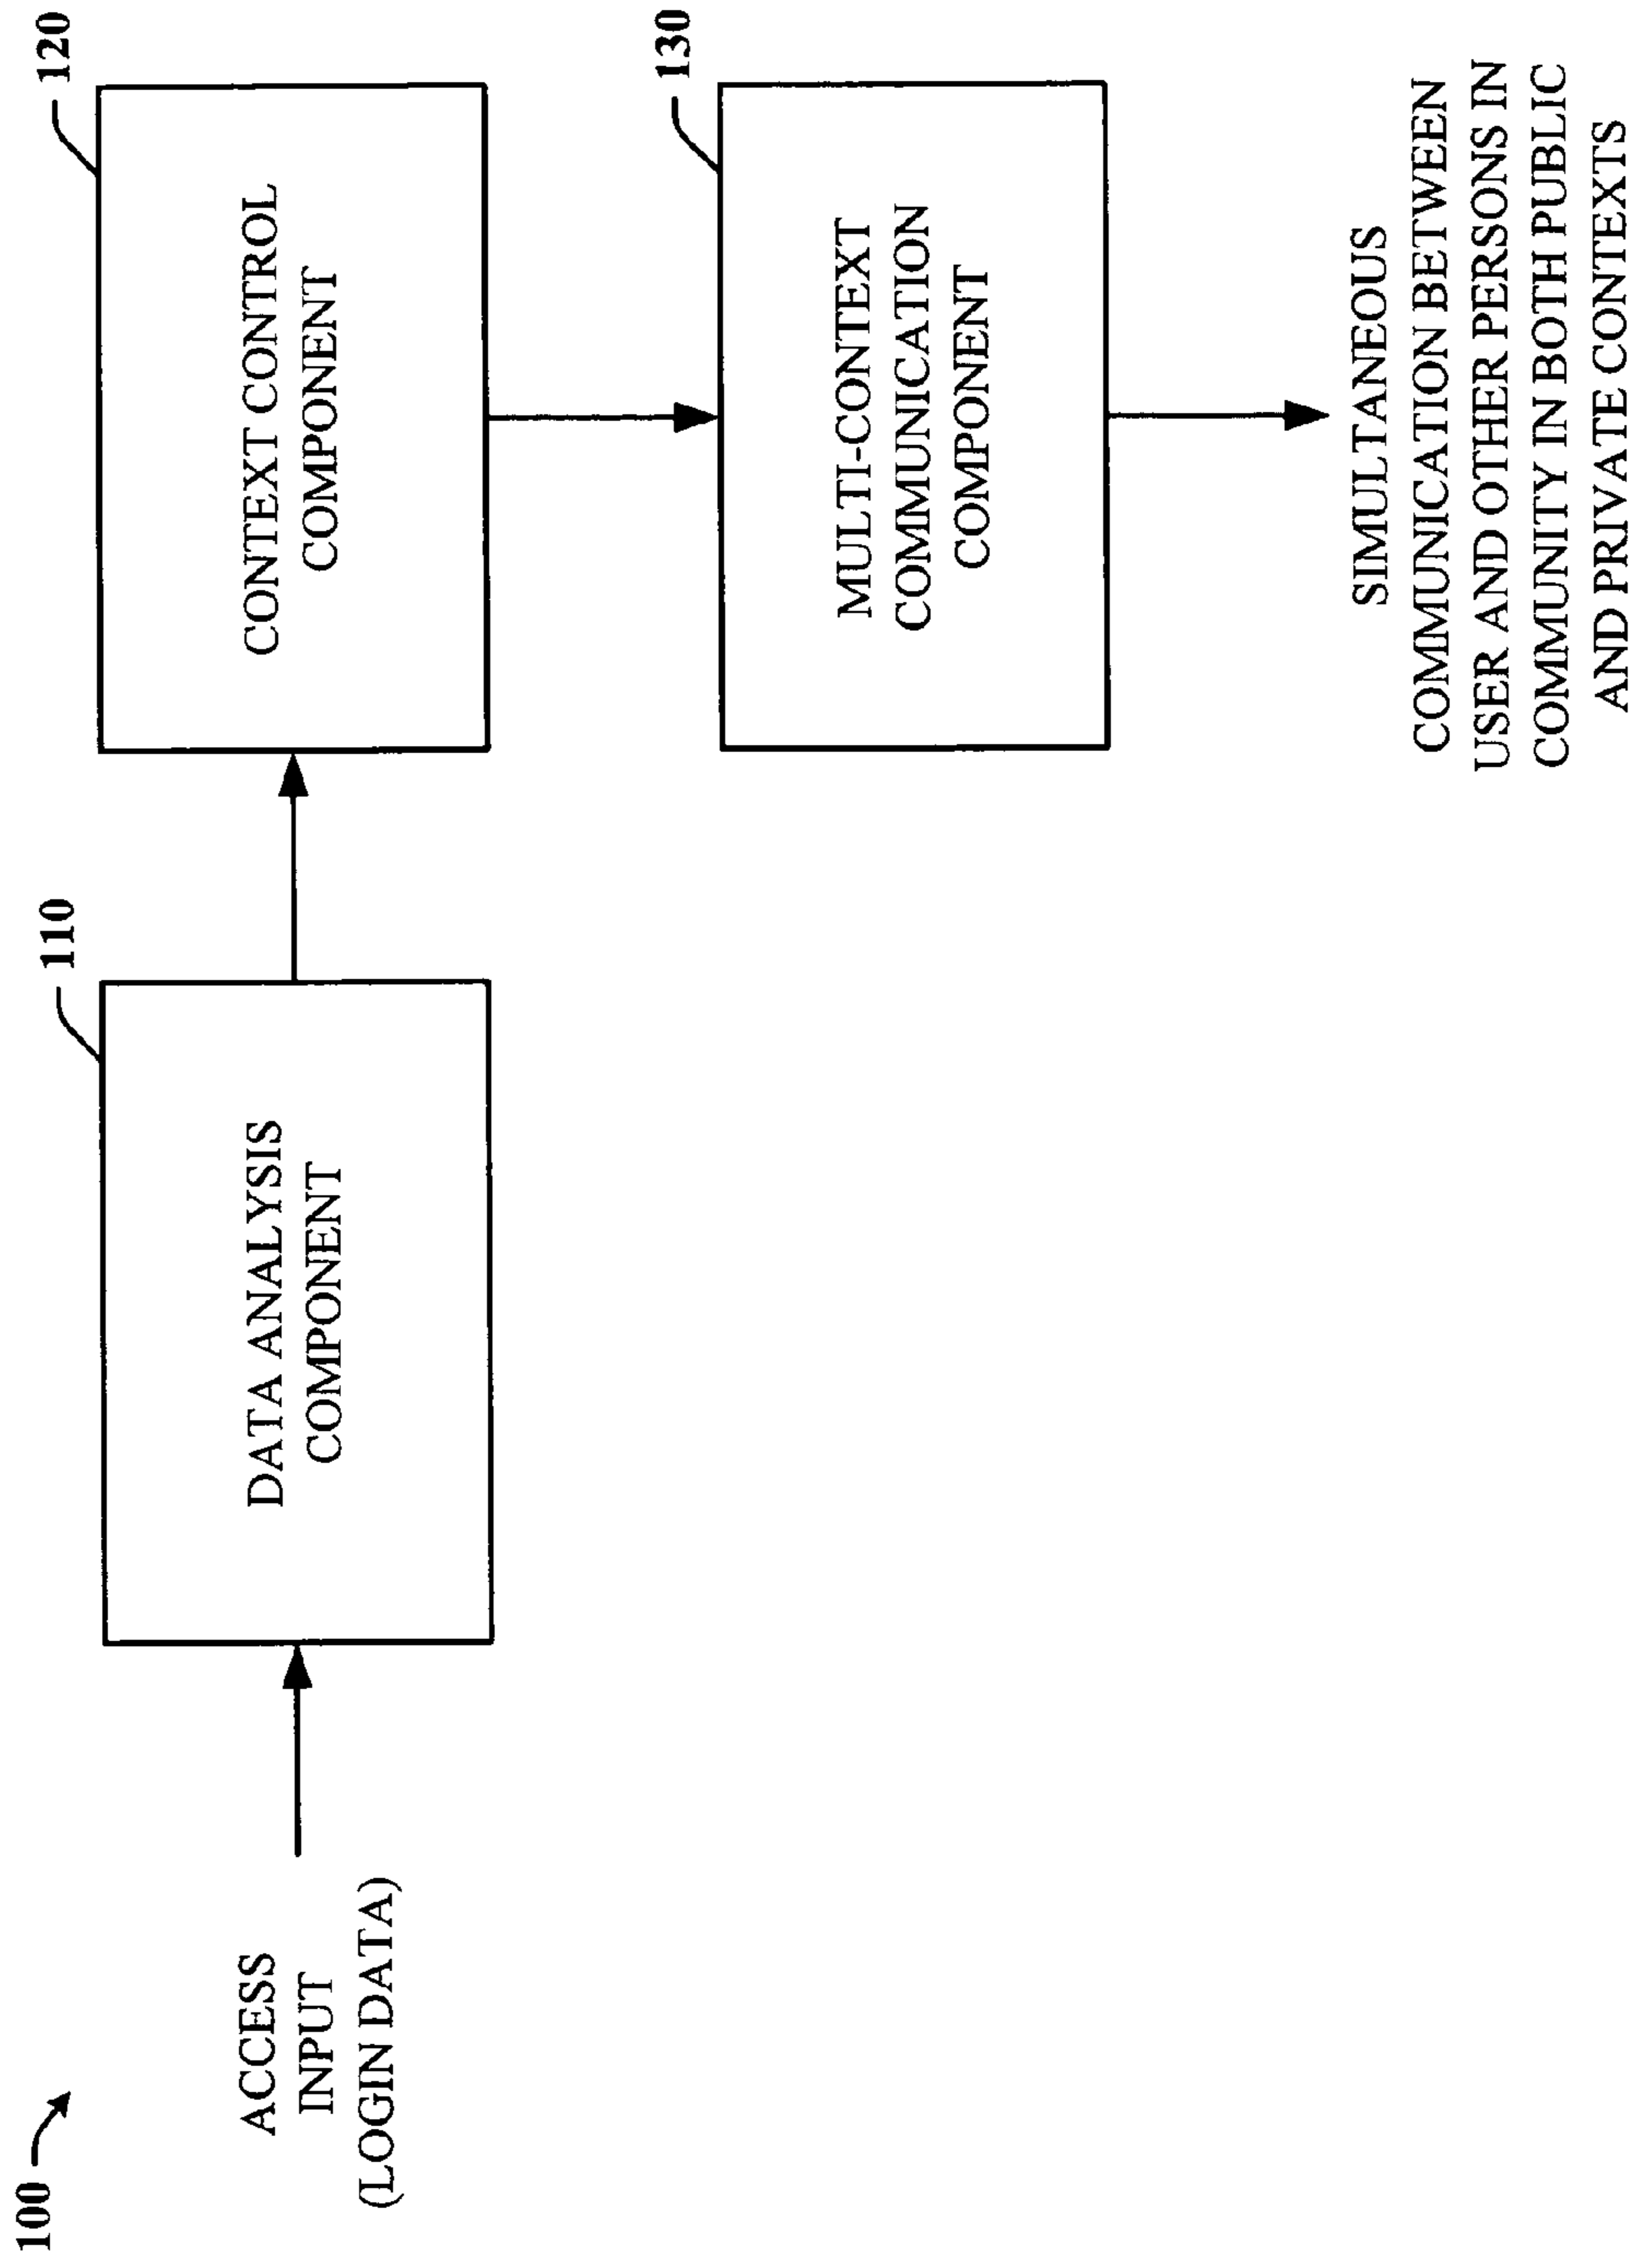 100
ACCESS
INPUT
(LOGIN DATA)
110
DATA ANALYSIS
COMPONENT
120
CONTEXT CONTROL
COMPONENT
130
MULTI-CONTEXT
COMMUNICATION
COMPONENT
SIMULTANEOUS
COMMUNICATION BETWEEN
USER AND OTHER PERSONS IN
COMMUNITY IN BOTH PUBLIC
AND PRIVATE CONTEXTS